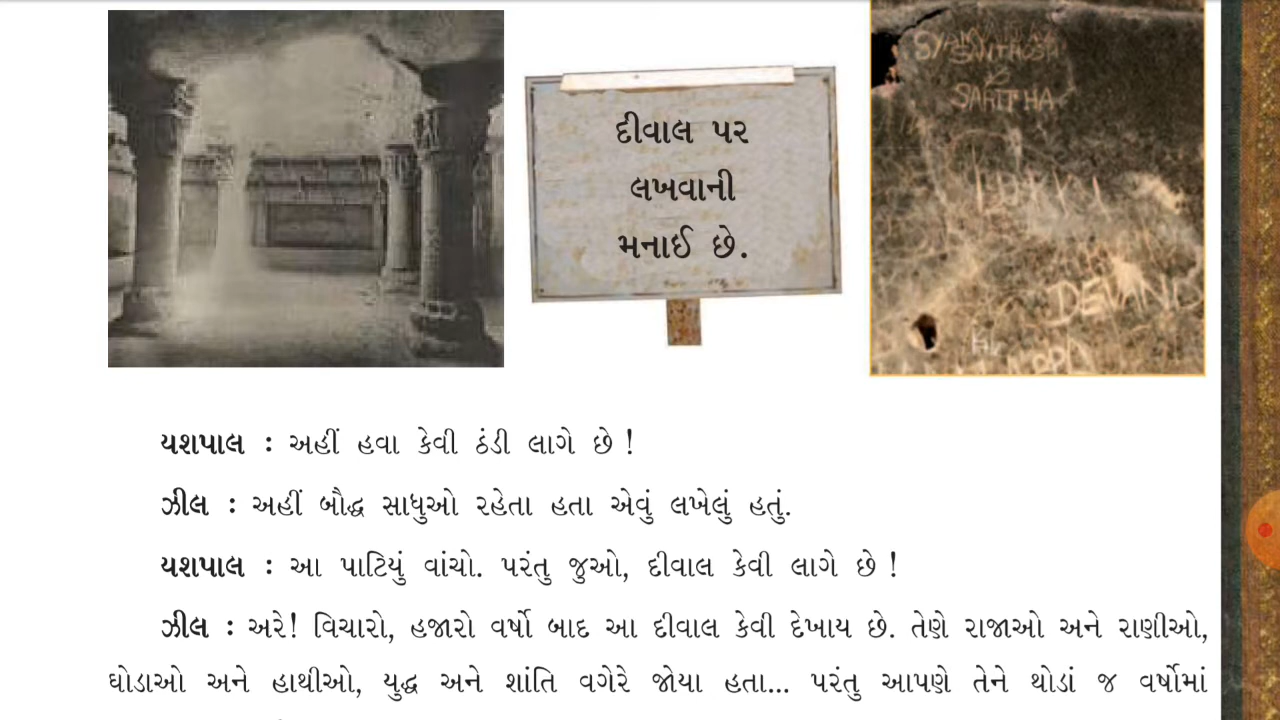 દીવાલ પર
લખવાની
મનાઈ છે.
SANTHOSH
&
SARITHA
DEVAND
યશપાલ : અહીં હવા કેવી ઠંડી લાગે છે !
ઝીલ : અહીં બૌદ્ધ સાધુઓ રહેતા હતા એવું લખેલું હતું.
યશપાલ : આ પાટિયું વાંચો. પરંતુ જુઓ, દીવાલ કેવી લાગે છે !
ઝીલ : અરે! વિચારો, હજારો વર્ષો બાદ આ દીવાલ કેવી દેખાય છે. તેણે રાજાઓ અને રાણીઓ,
ઘોડાઓ અને હાથીઓ, યુદ્ધ અને શાંતિ વગેરે જોયા હતા... પરંતુ આપણે તેને થોડાં જ વર્ષોમાં